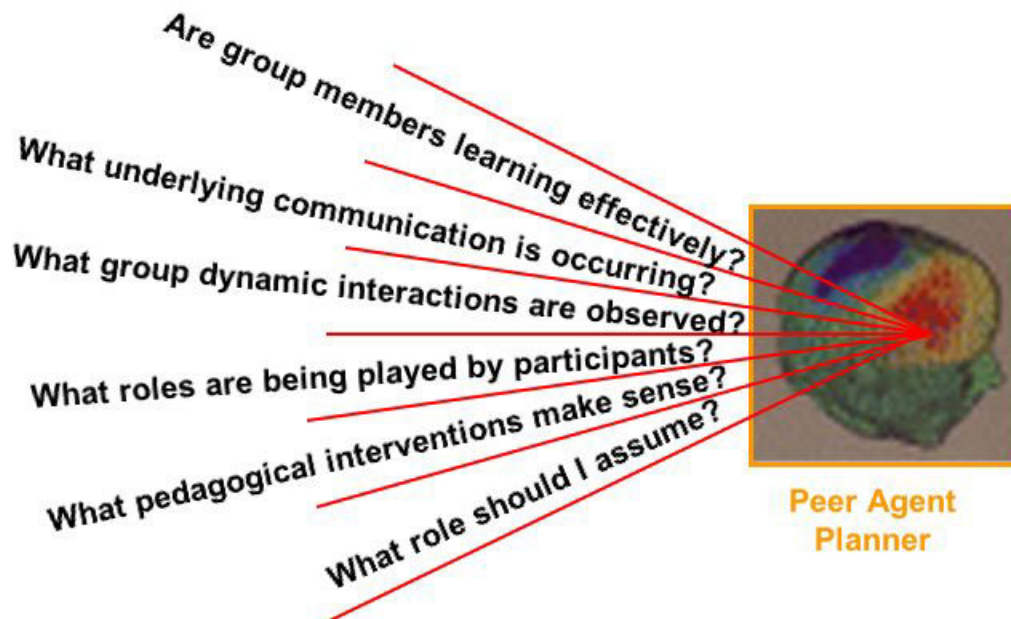 Are group members learning effectively?
What underlying communication is occurring?
What group dynamic interactions are observed?
What roles are being played by participants?
What pedagogical interventions make sense?
What role should I assume?
Peer Agent
Planner